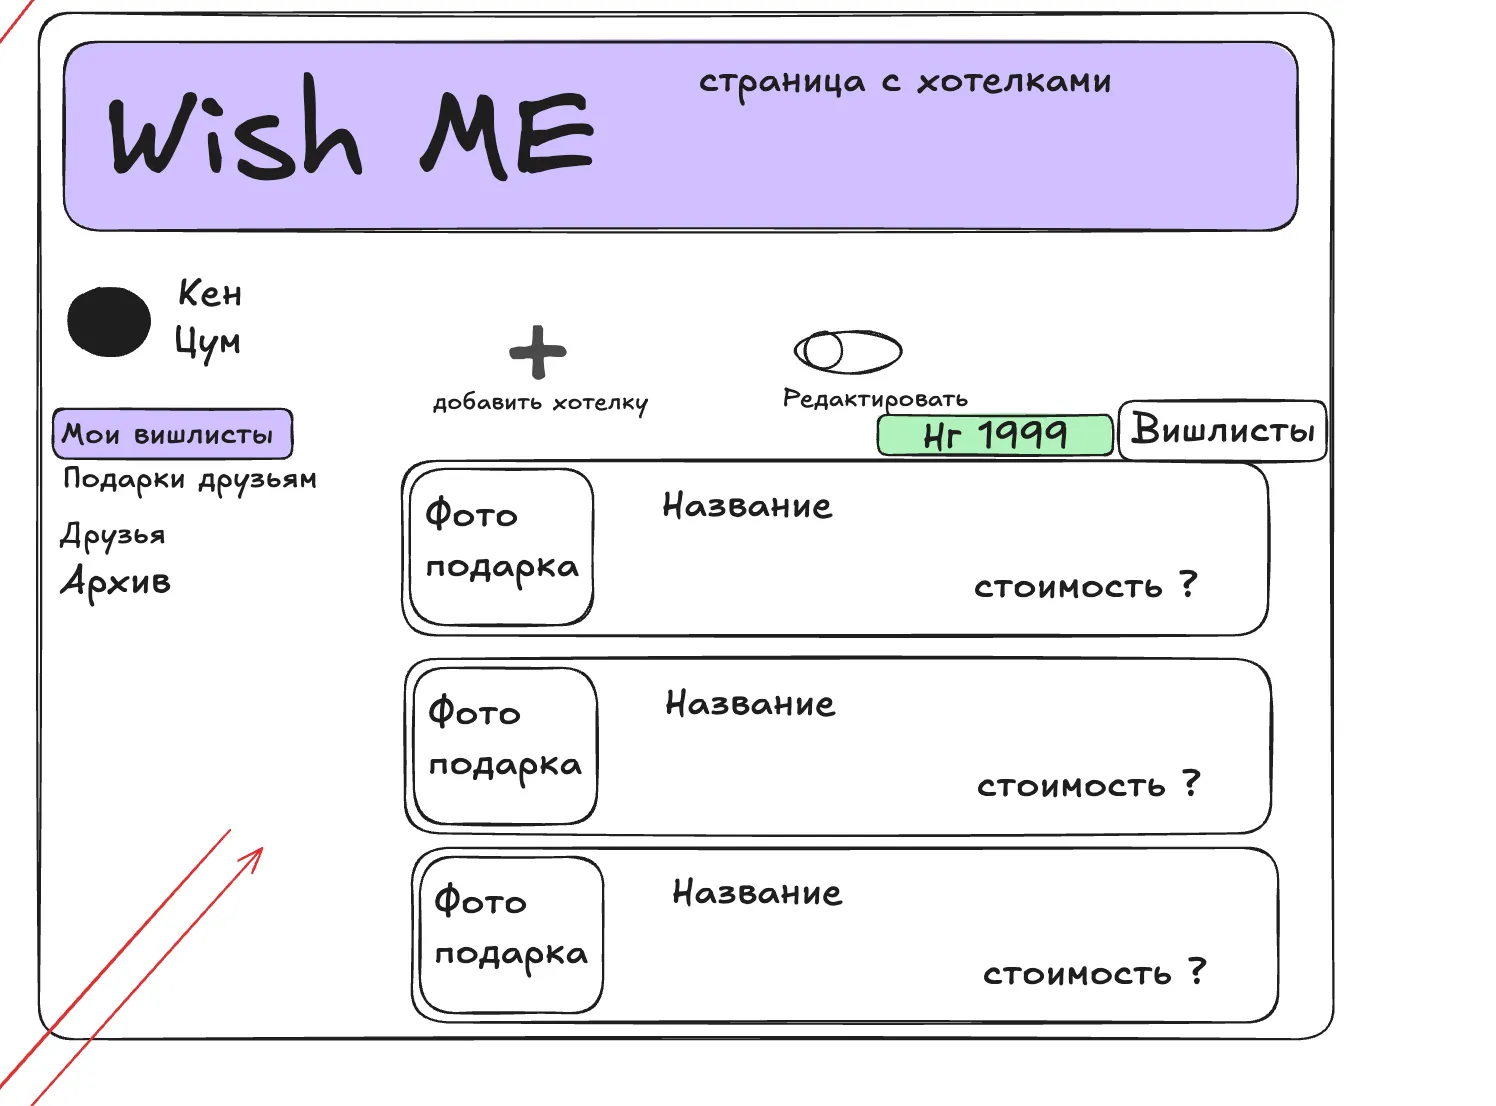 Wish ME
страница с хотелками
Кен
Цум
добавить хотелку
Редактировать
Мои вишлисты
Нг 1999
Вишлисты
Подарки друзьям
Друзья
Архив
Фото
подарка
Название
стоимость ?
Фото
подарка
Название
стоимость ?
Фото
подарка
Название
стоимость ?